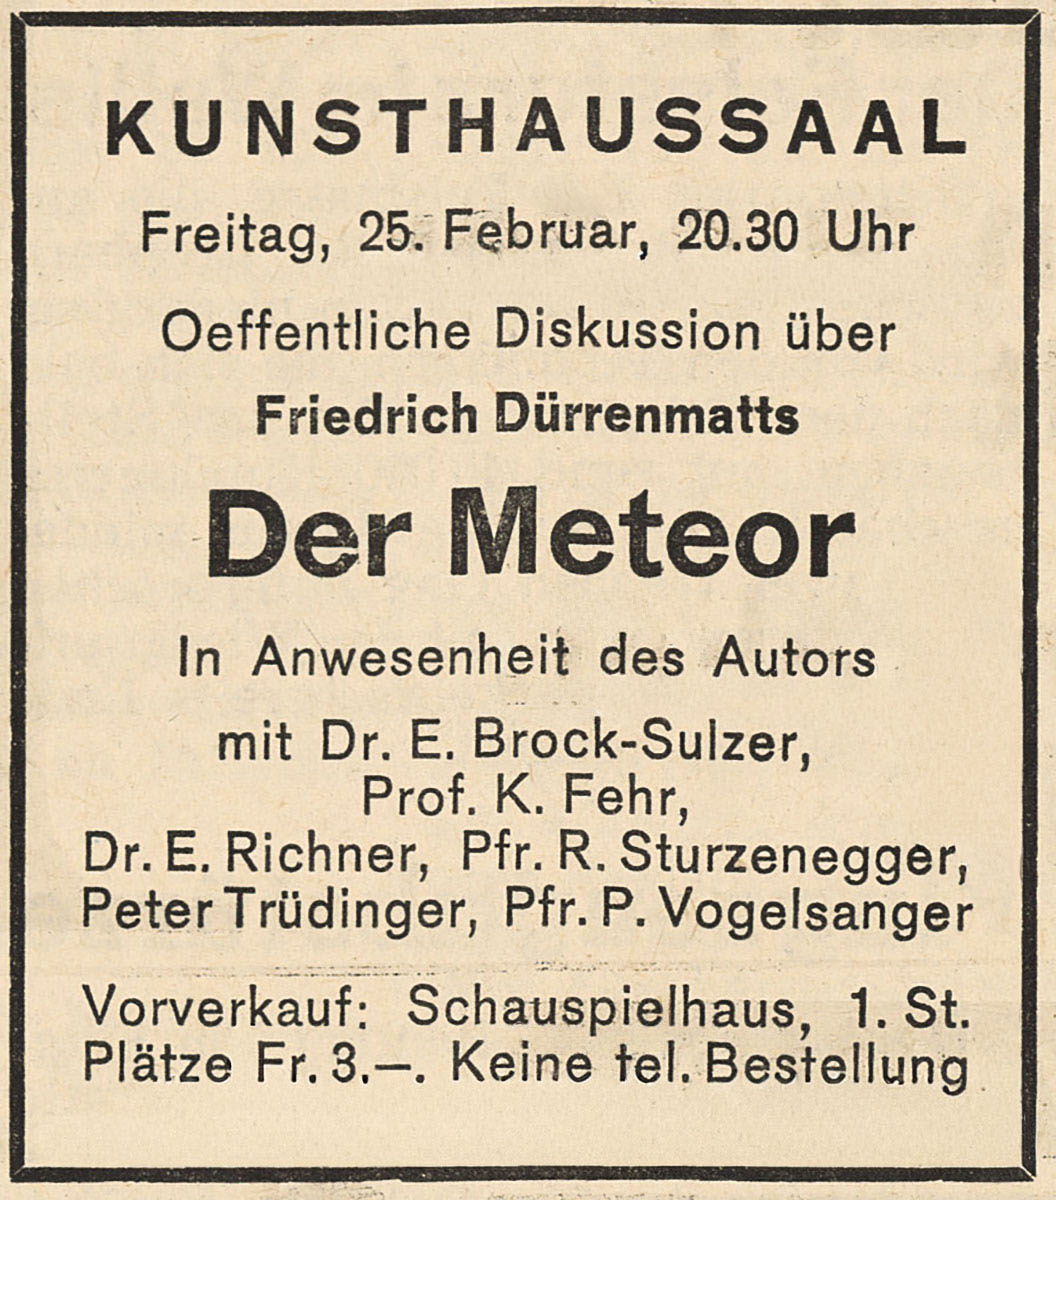 KUNSTHAUSSAAL
Freitag, 25. Februar, 20.30 Uhr
Oeffentliche Diskussion über
Friedrich Dürrenmatts
Der Meteor
In Anwesenheit des Autors
mit Dr. E. Brock-Sulzer,
Prof. K. Fehr,
Dr. E. Richner, Pfr. R. Sturzenegger,
Peter Trüdinger, Pfr. P. Vogelsanger
Vorverkauf: Schauspielhaus, 1. St.
Plätze Fr. 3.—. Keine tel. Bestellung